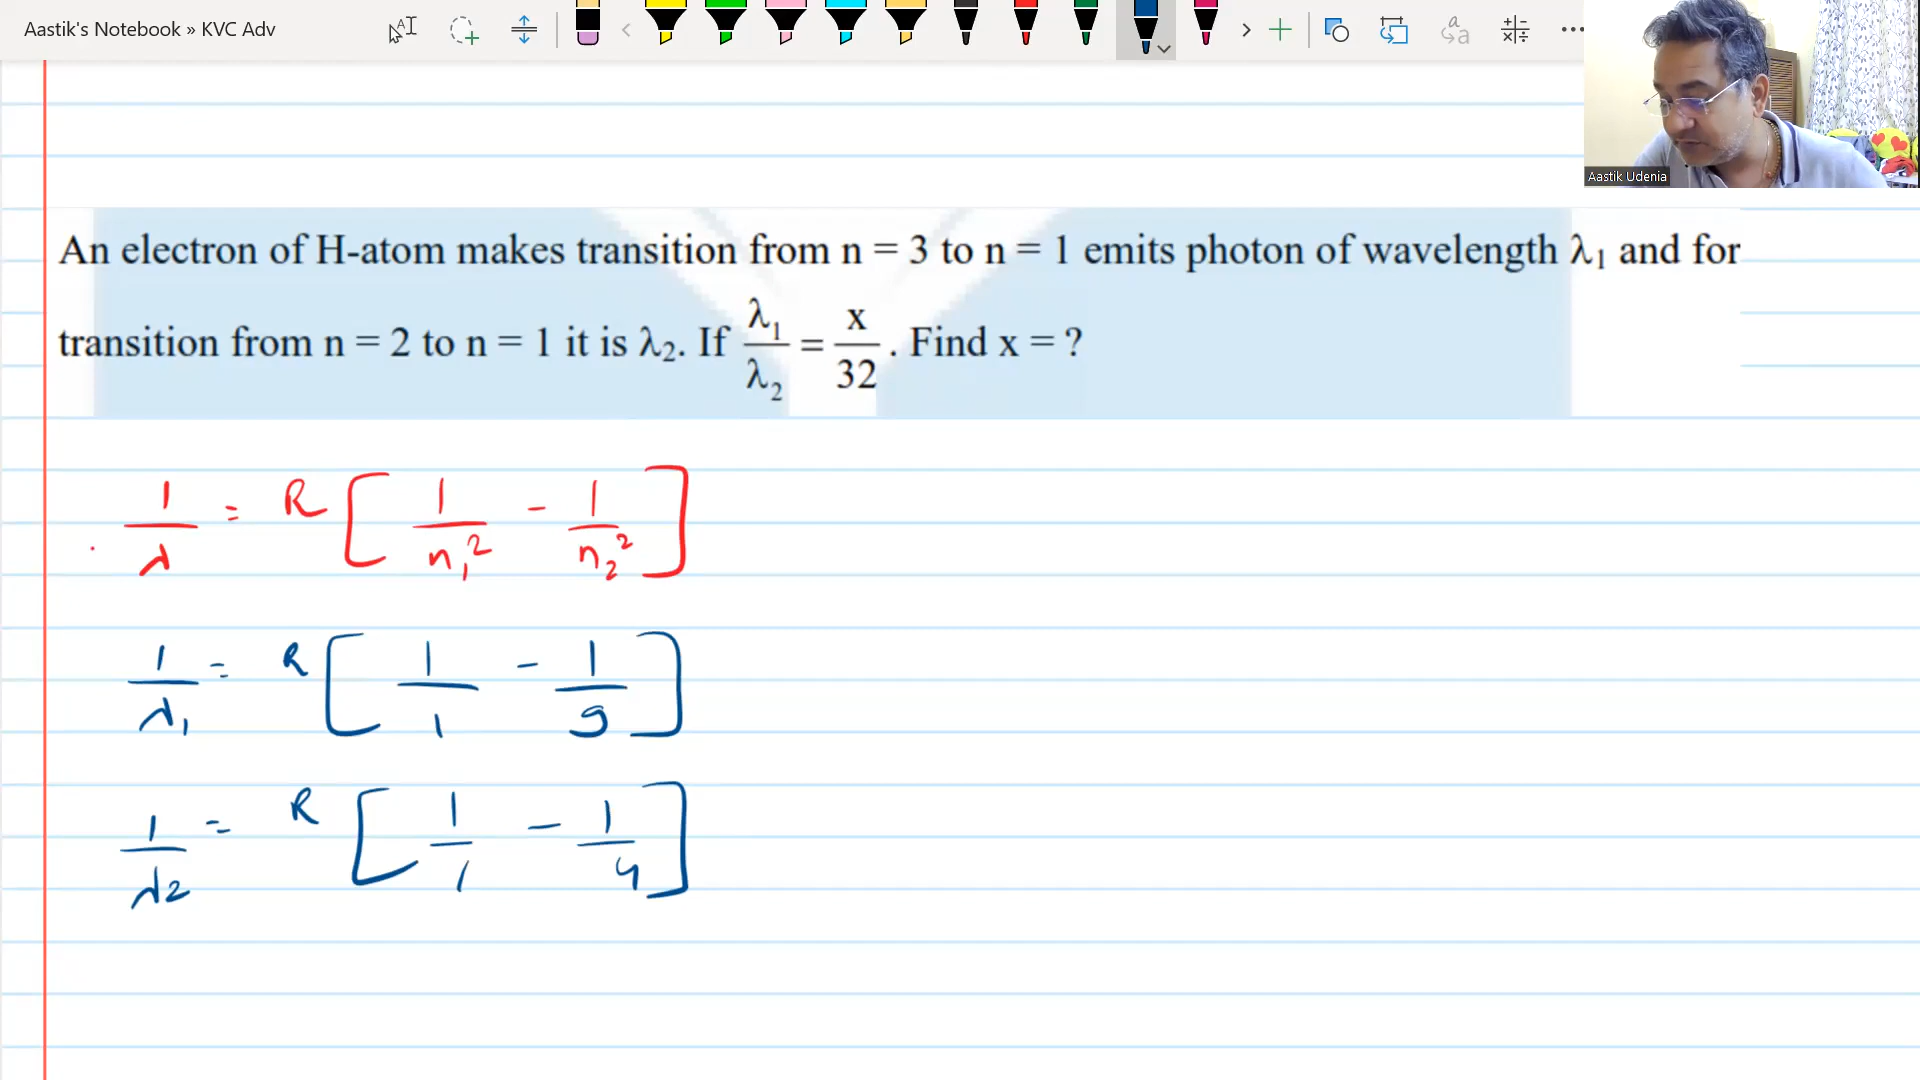 Aastik's Notebook » KVC Adv
Aastik Udenia
An electron of H-atom makes transition from n = 3 to n = 1 emits photon of wavelength λ₁ and for
transition from n = 2 to n = 1 it is λ₂. If λ₁/λ₂ = x/32 . Find x = ?
1/λ = R [ 1/n₁² - 1/n₂² ]
1/λ₁ = R [ 1/1 - 1/9 ]
1/λ2 = R [ 1/1 - 1/4 ]